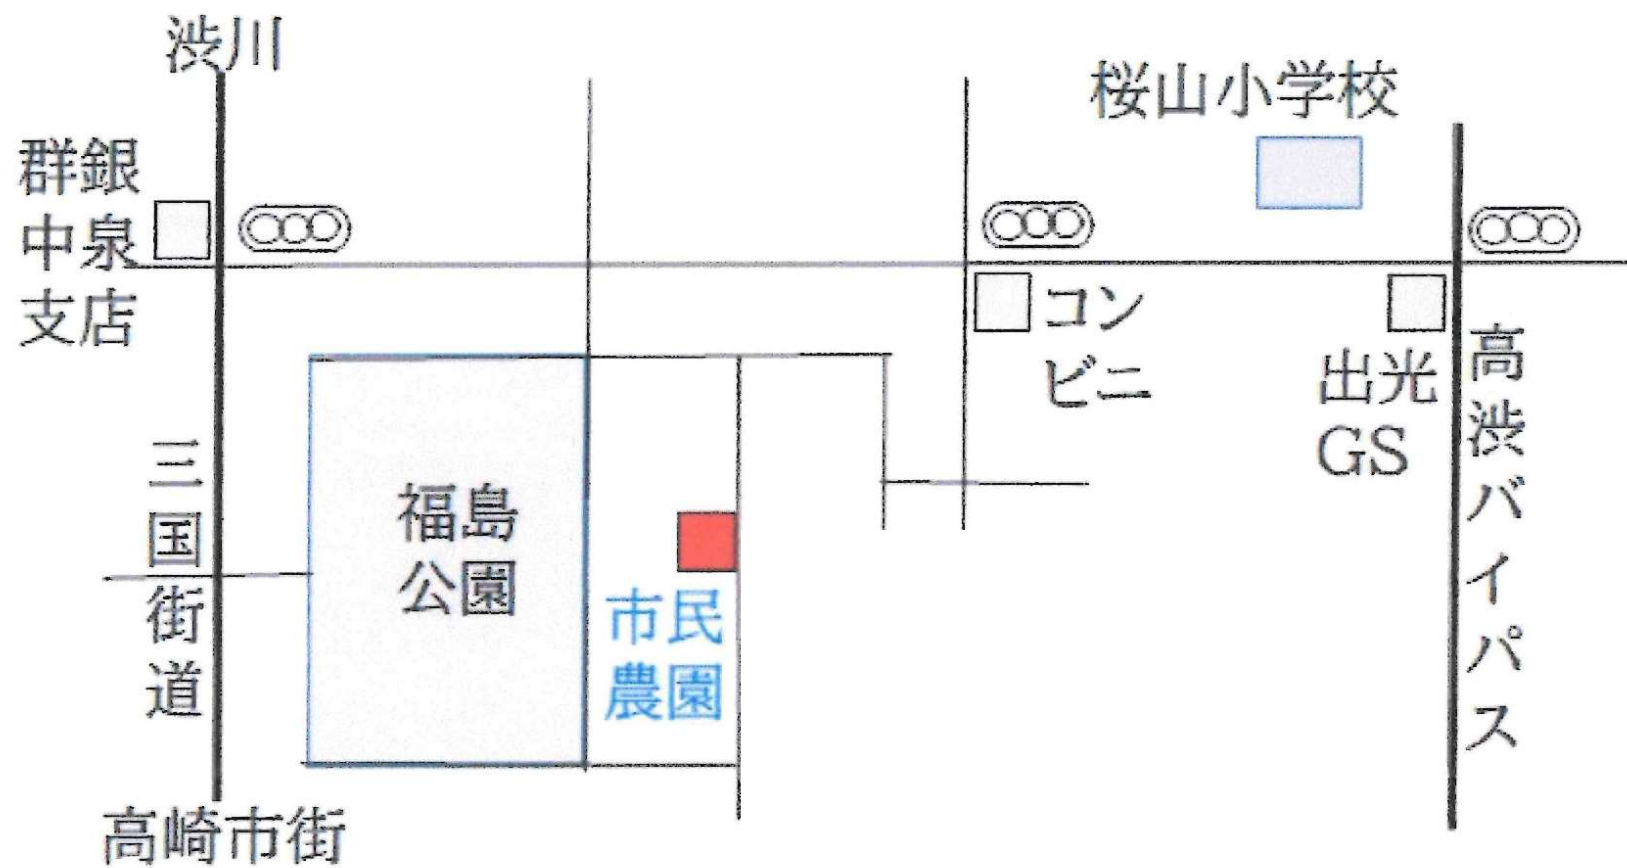 渋川
桜山小学校
群銀
中泉
支店
コン
ビニ
出光
GS
高渋バイパス
三国街道
福島
公園
市民
農園
高崎市街